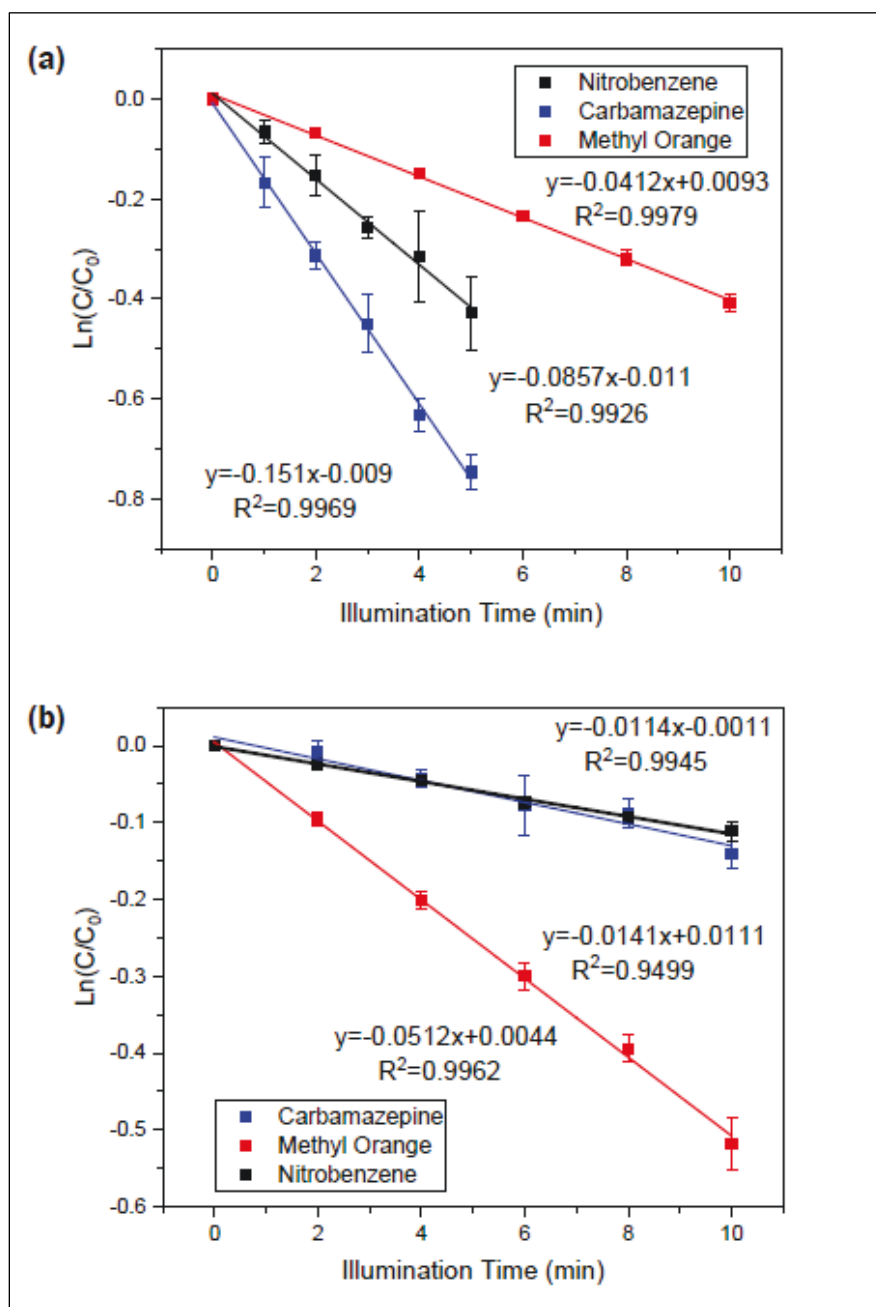 (a)
Nitrobenzene
Carbamazepine
Methyl Orange
y=-0.0412x+0.0093
R²=0.9979
y=-0.0857x-0.011
R²=0.9926
y=-0.151x-0.009
R²=0.9969
0.0
-0.2
-0.4
-0.6
-0.8
Ln(C/C₀)
0 2 4 6 8 10
Illumination Time (min)
(b)
y=-0.0114x-0.0011
R²=0.9945
y=-0.0141x+0.0111
R²=0.9499
y=-0.0512x+0.0044
R²=0.9962
Carbamazepine
Methyl Orange
Nitrobenzene
0.0
-0.1
-0.2
-0.3
-0.4
-0.5
-0.6
Ln(C/C₀)
0 2 4 6 8 10
Illumination Time (min)